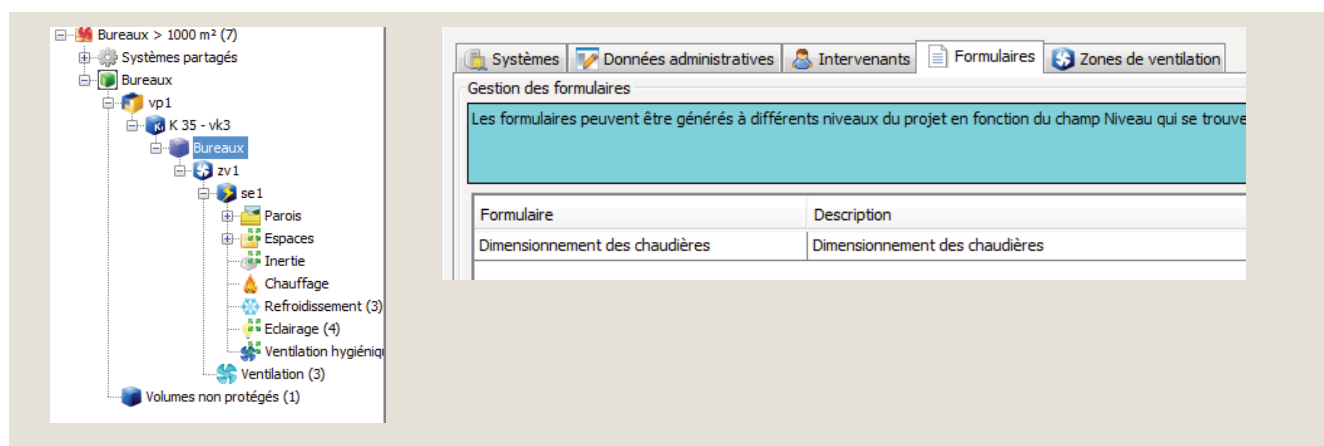 Bureaux > 1000 m² (7)
Systèmes partagés
Bureaux
vp1
K 35 - vk3
Bureaux
zv1
se1
Parois
Espaces
Inertie
Chauffage
Refroidissement (3)
Eclairage (4)
Ventilation hygiéniqu
Ventilation (3)
Volumes non protégés (1)
Systèmes Données administratives Intervenants Formulaires Zones de ventilation
Gestion des formulaires
Les formulaires peuvent être générés à différents niveaux du projet en fonction du champ Niveau qui se trouve
Formulaire Description
Dimensionnement des chaudières Dimensionnement des chaudières